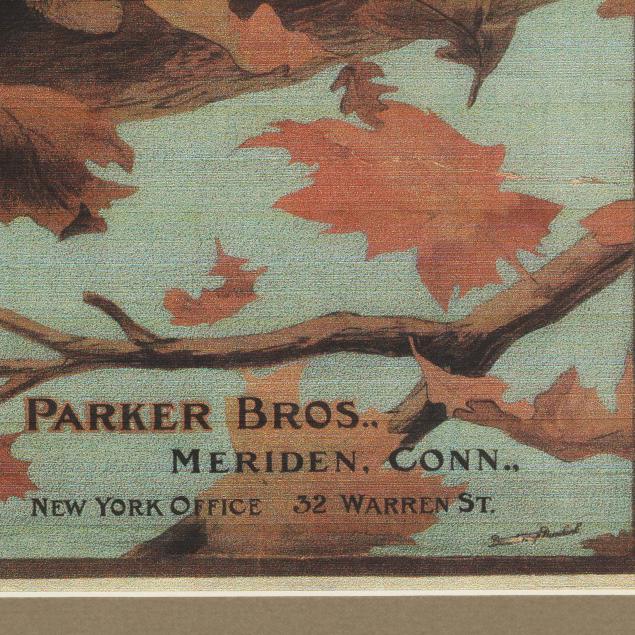 PARKER BROS.,
MERIDEN, CONN.,
NEW YORK OFFICE 32 WARREN ST.